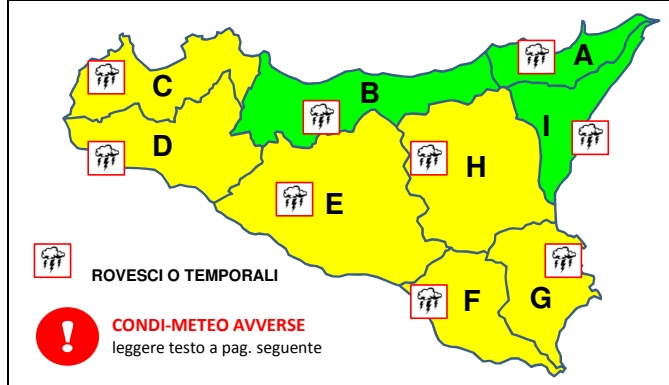 A
C
B
I
D
H
E
ROVESCI O TEMPORALI
F
G
!
CONDI-METEO AVVERSE
leggere testo a pag. seguente